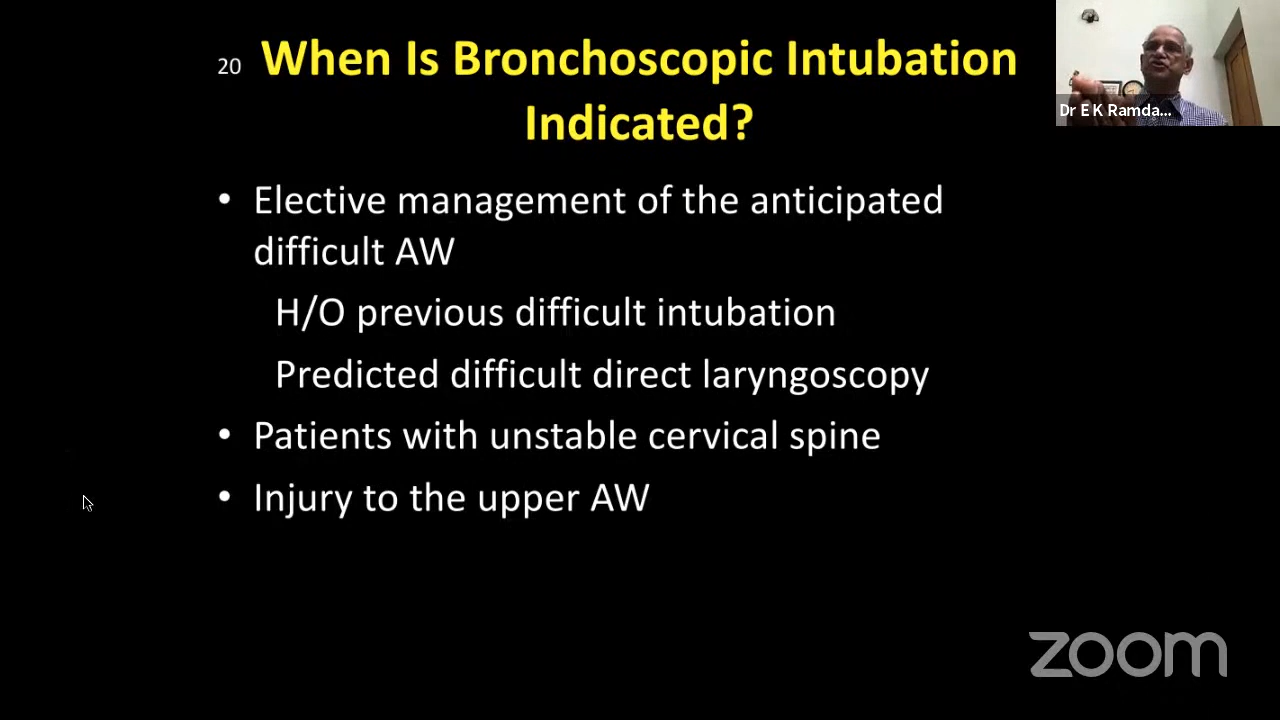 20 When Is Bronchoscopic Intubation
Indicated?
• Elective management of the anticipated
difficult AW
H/O previous difficult intubation
Predicted difficult direct laryngoscopy
• Patients with unstable cervical spine
• Injury to the upper AW
Dr E K Ramda...
zoom